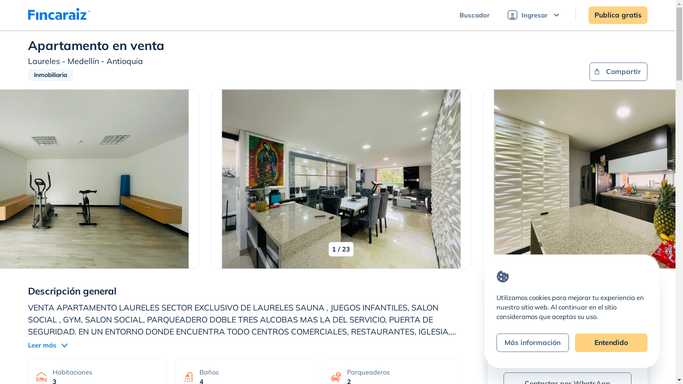 Fincaraiz
Buscador
Ingresar
Publica gratis
Apartamento en venta
Laureles - Medellín - Antioquia
Inmobiliaria
Compartir
1 / 23
Descripción general
VENTA APARTAMENTO LAURELES SECTOR EXCLUSIVO DE LAURELES SAUNA , JUEGOS INFANTILES, SALON
SOCIAL , GYM, SALON SOCIAL, PARQUEADERO DOBLE TRES ALCOBAS MAS LA DEL SERVICIO, PUERTA DE
SEGURIDAD. EN UN ENTORNO DONDE ENCUENTRA TODO CENTROS COMERCIALES, RESTAURANTES, IGLESIA,...
Leer más
Habitaciones
3
Baños
4
Parqueaderos
2
Utilizamos cookies para mejorar tu experiencia en
nuestro sitio web. Al continuar en el sitio
consideramos que aceptas su uso.
Más información
Entendido
Contactar por WhatsApp